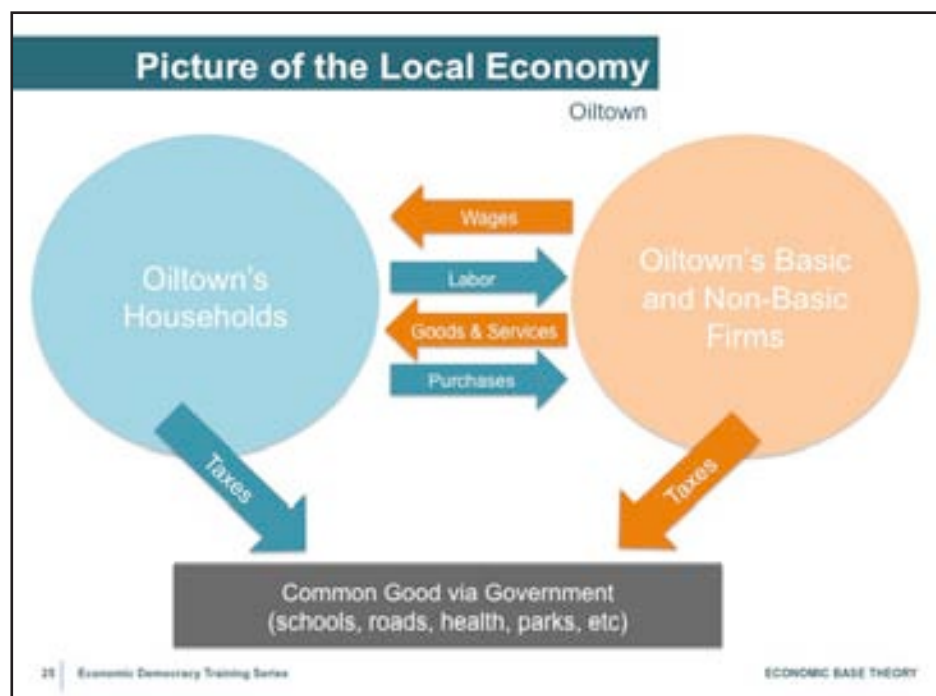 Picture of the Local Economy
Oiltown
Oiltown's
Households
Wages
Labor
Goods & Services
Purchases
Oiltown's Basic
and Non-Basic
Firms
Taxes
Taxes
Common Good via Government
(schools, roads, health, parks, etc)
25 Economic Democracy Training Series
ECONOMIC BASE THEORY